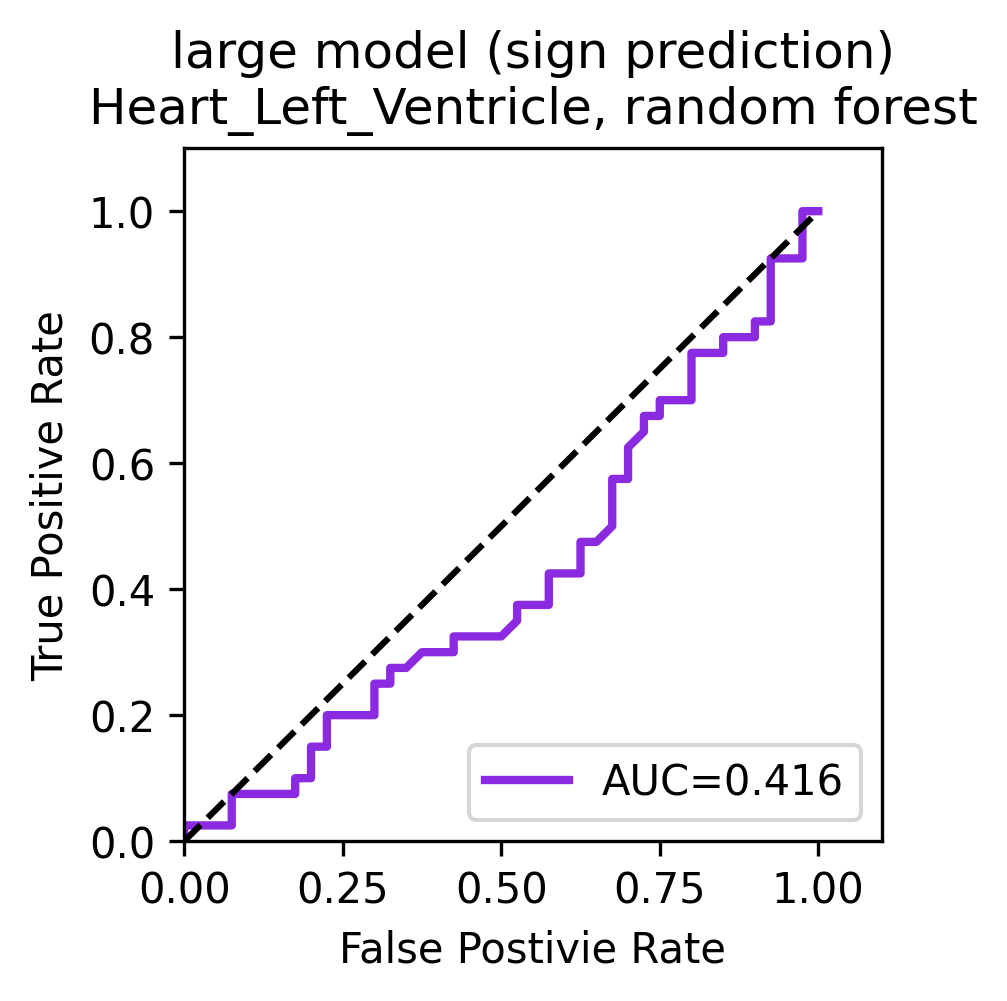 large model (sign prediction)
Heart_Left_Ventricle, random forest
True Positive Rate
1.0
0.8
0.6
0.4
0.2
0.0
AUC=0.416
0.00 0.25 0.50 0.75 1.00
False Postivie Rate